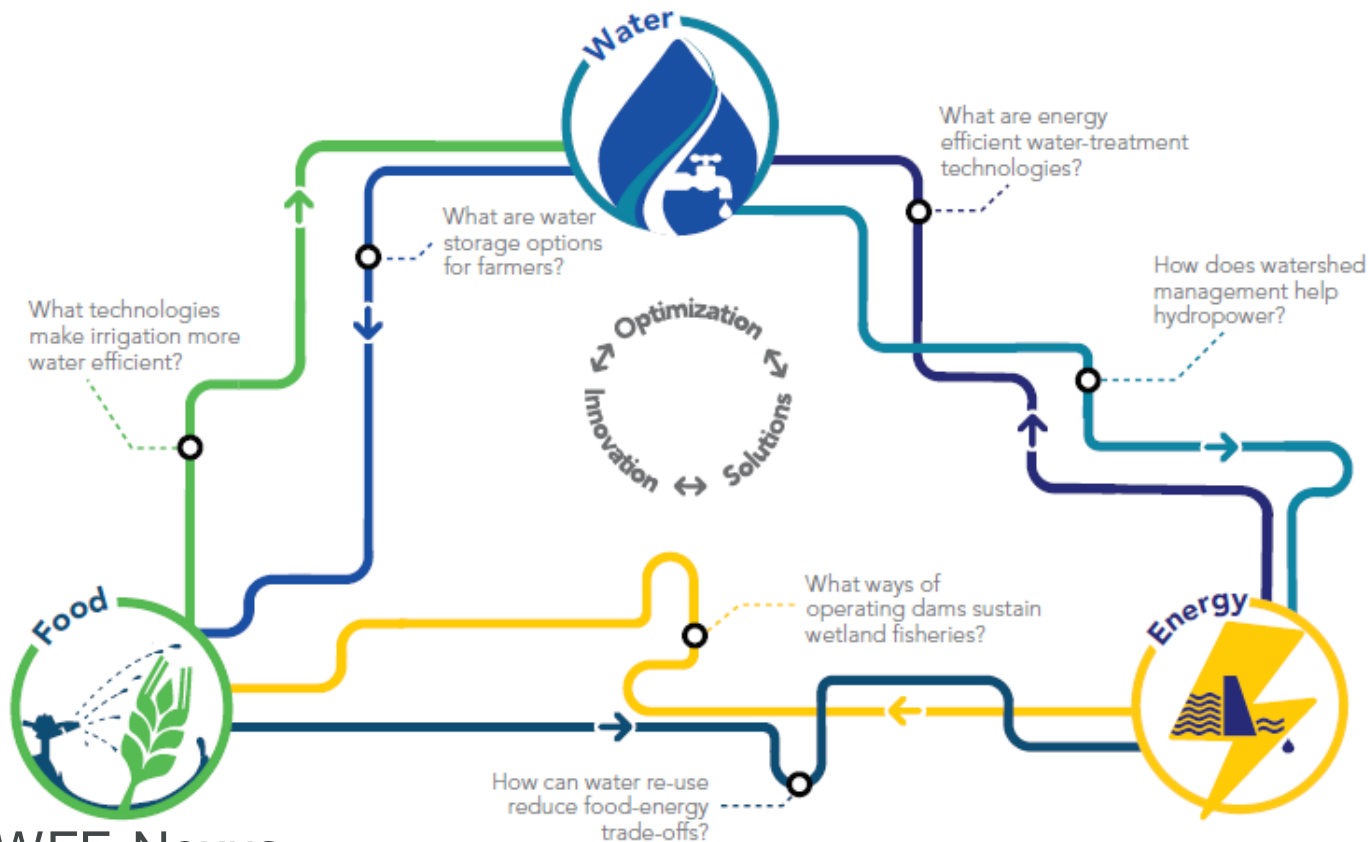 Water
What are energy
efficient water-treatment
technologies?
What are water
storage options
for farmers?
How does watershed
management help
hydropower?
What technologies
make irrigation more
water efficient?
Optimization
Innovation
Solutions
What ways of
operating dams sustain
wetland fisheries?
Food
Energy
How can water re-use
reduce food-energy
trade-offs?
WEF Nexus